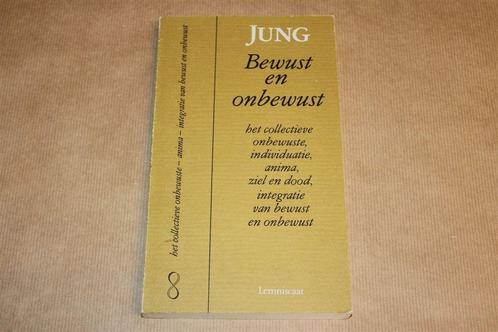 JUNG
Bewust
en
onbewust
het collectieve
onbewuste,
individuatie,
anima,
ziel en dood,
integratie
van bewust
en onbewust
Lemniscaat
het collectieve onbewuste – anima – integratie van bewust en onbewust